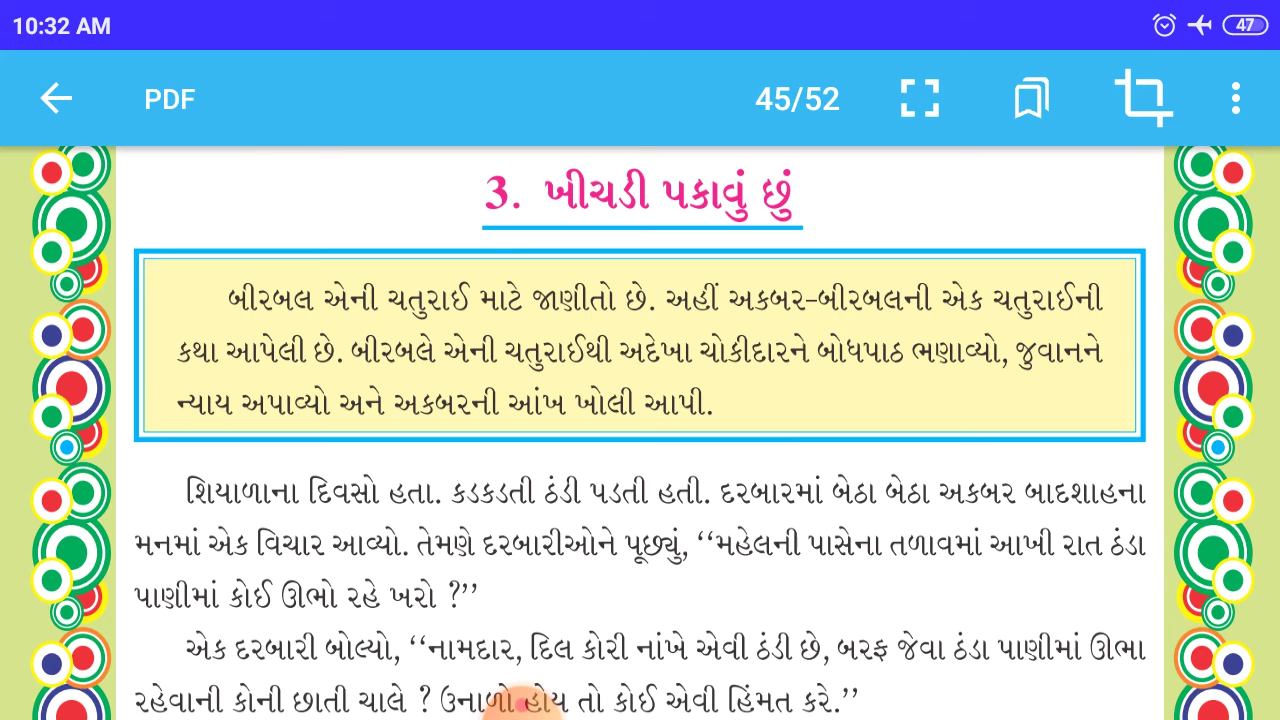 10:32 AM
47
PDF
45/52
3. ખીચડી પકાવું છું
બીરબલ એની ચતુરાઈ માટે જાણીતો છે. અહીં અકબર-બીરબલની એક ચતુરાઈની
કથા આપેલી છે. બીરબલે એની ચતુરાઈથી અદેખા ચોકીદારને બોધપાઠ ભણાવ્યો, જુવાનને
ન્યાય અપાવ્યો અને અકબરની આંખ ખોલી આપી.
શિયાળાના દિવસો હતા. કડકડતી ઠંડી પડતી હતી. દરબારમાં બેઠા બેઠા અકબર બાદશાહના
મનમાં એક વિચાર આવ્યો. તેમણે દરબારીઓને પૂછ્યું, ‘‘મહેલની પાસેના તળાવમાં આખી રાત ઠંડા
પાણીમાં કોઈ ઊભો રહે ખરો ?’’
એક દરબારી બોલ્યો, ‘‘નામદાર, દિલ કોરી નાંખે એવી ઠંડી છે, બરફ જેવા ઠંડા પાણીમાં ઊભા
રહેવાની કોની છાતી ચાલે ? ઉનાળો હોય તો કોઈ એવી હિંમત કરે.’’